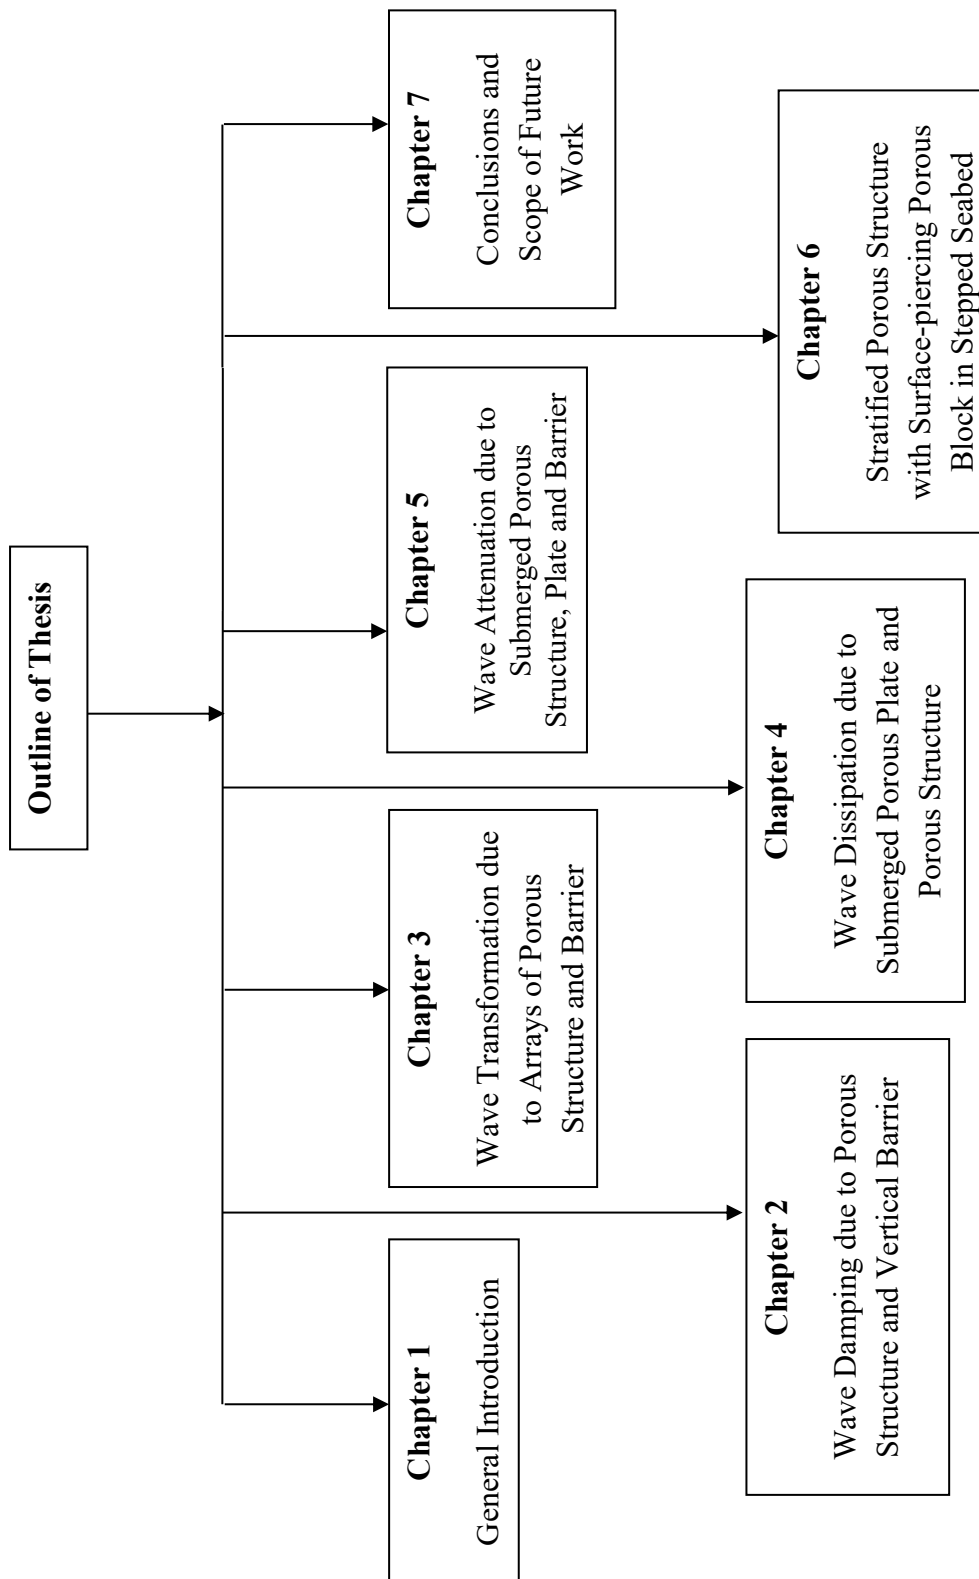 Outline of Thesis
Chapter 1
General Introduction
Chapter 2
Wave Damping due to Porous
Structure and Vertical Barrier
Chapter 3
Wave Transformation due
to Arrays of Porous
Structure and Barrier
Chapter 4
Wave Dissipation due to
Submerged Porous Plate and
Porous Structure
Chapter 5
Wave Attenuation due to
Submerged Porous
Structure, Plate and Barrier
Chapter 6
Stratified Porous Structure
with Surface-piercing Porous
Block in Stepped Seabed
Chapter 7
Conclusions and
Scope of Future
Work